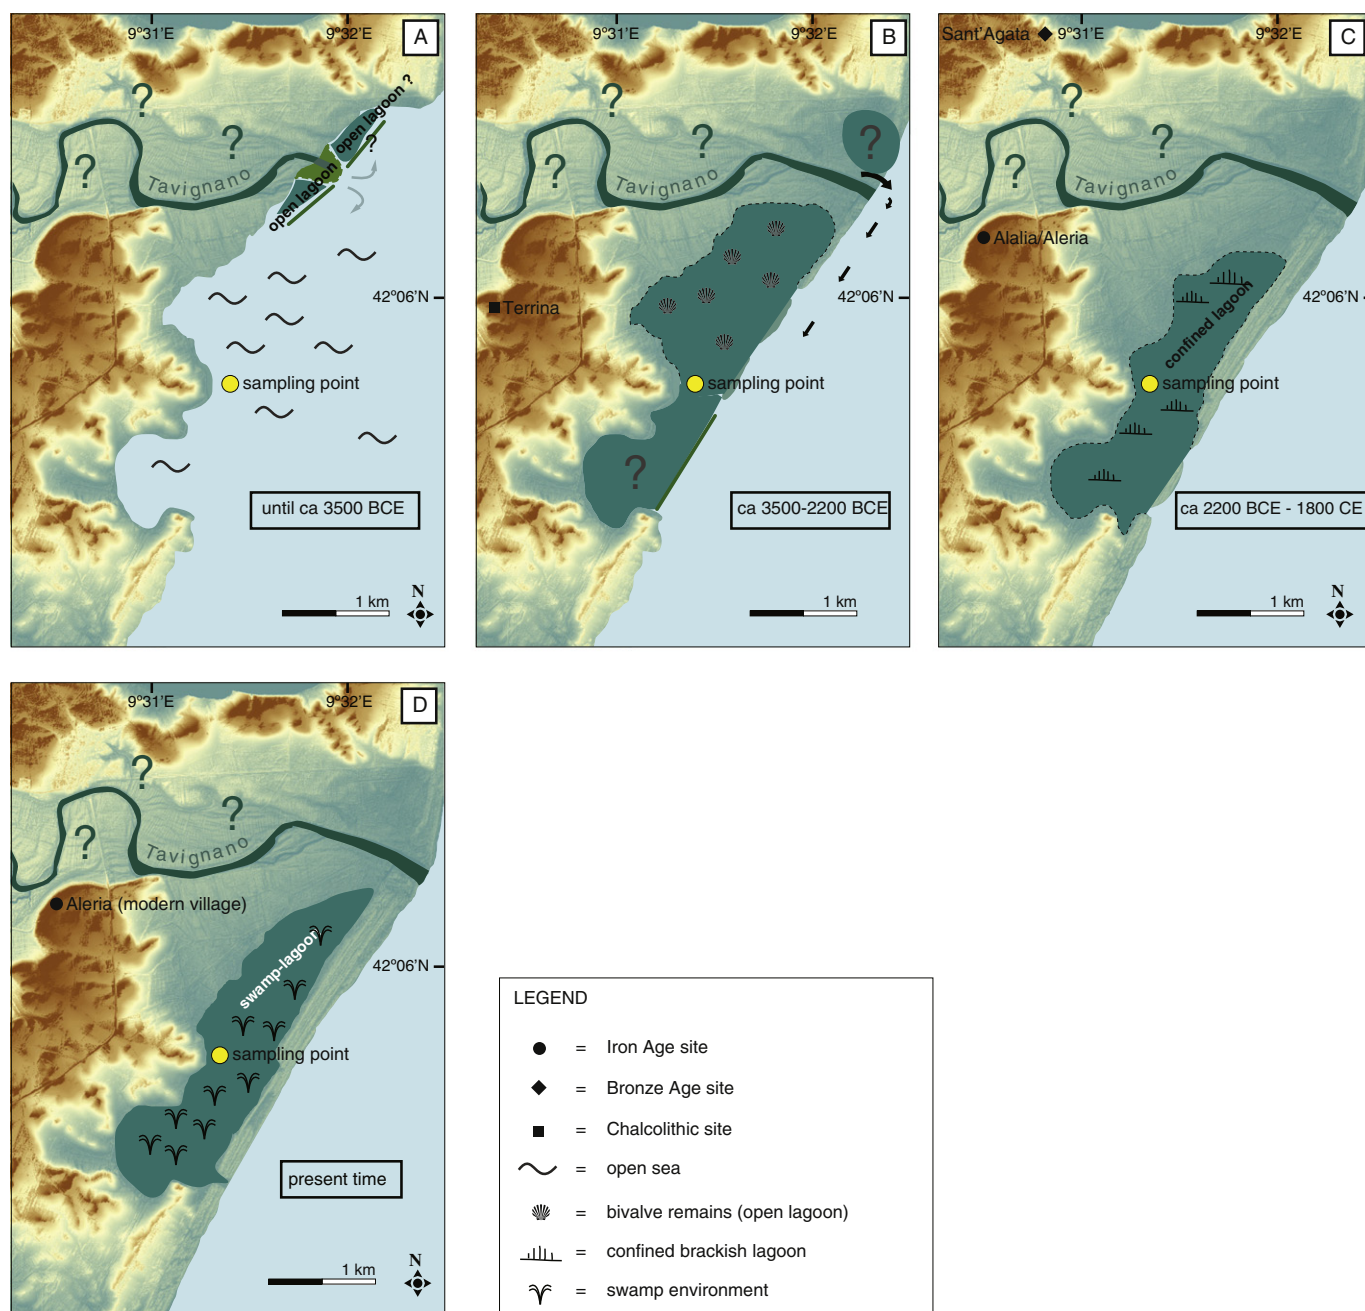 9°31'E
9°32'E
A
?
?
?
open lagoon ?
?
open lagoon
Tavignano
42°06'N
sampling point
until ca 3500 BCE
N
1 km
9°31'E
9°32'E
B
?
?
?
?
Tavignano
42°06'N
Terrina
sampling point
?
ca 3500-2200 BCE
1 km
Sant'Agata
9°31'E
9°32'E
C
?
?
?
Tavignano
Alalia/Aleria
42°06'N
confined lagoon
sampling point
ca 2200 BCE - 1800 CE
N
1 km
9°31'E
9°32'E
D
?
?
?
Tavignano
Aleria (modern village)
swamp-lagoon
42°06'N
sampling point
present time
N
1 km
LEGEND
= Iron Age site
= Bronze Age site
= Chalcolithic site
= open sea
= bivalve remains (open lagoon)
= confined brackish lagoon
= swamp environment